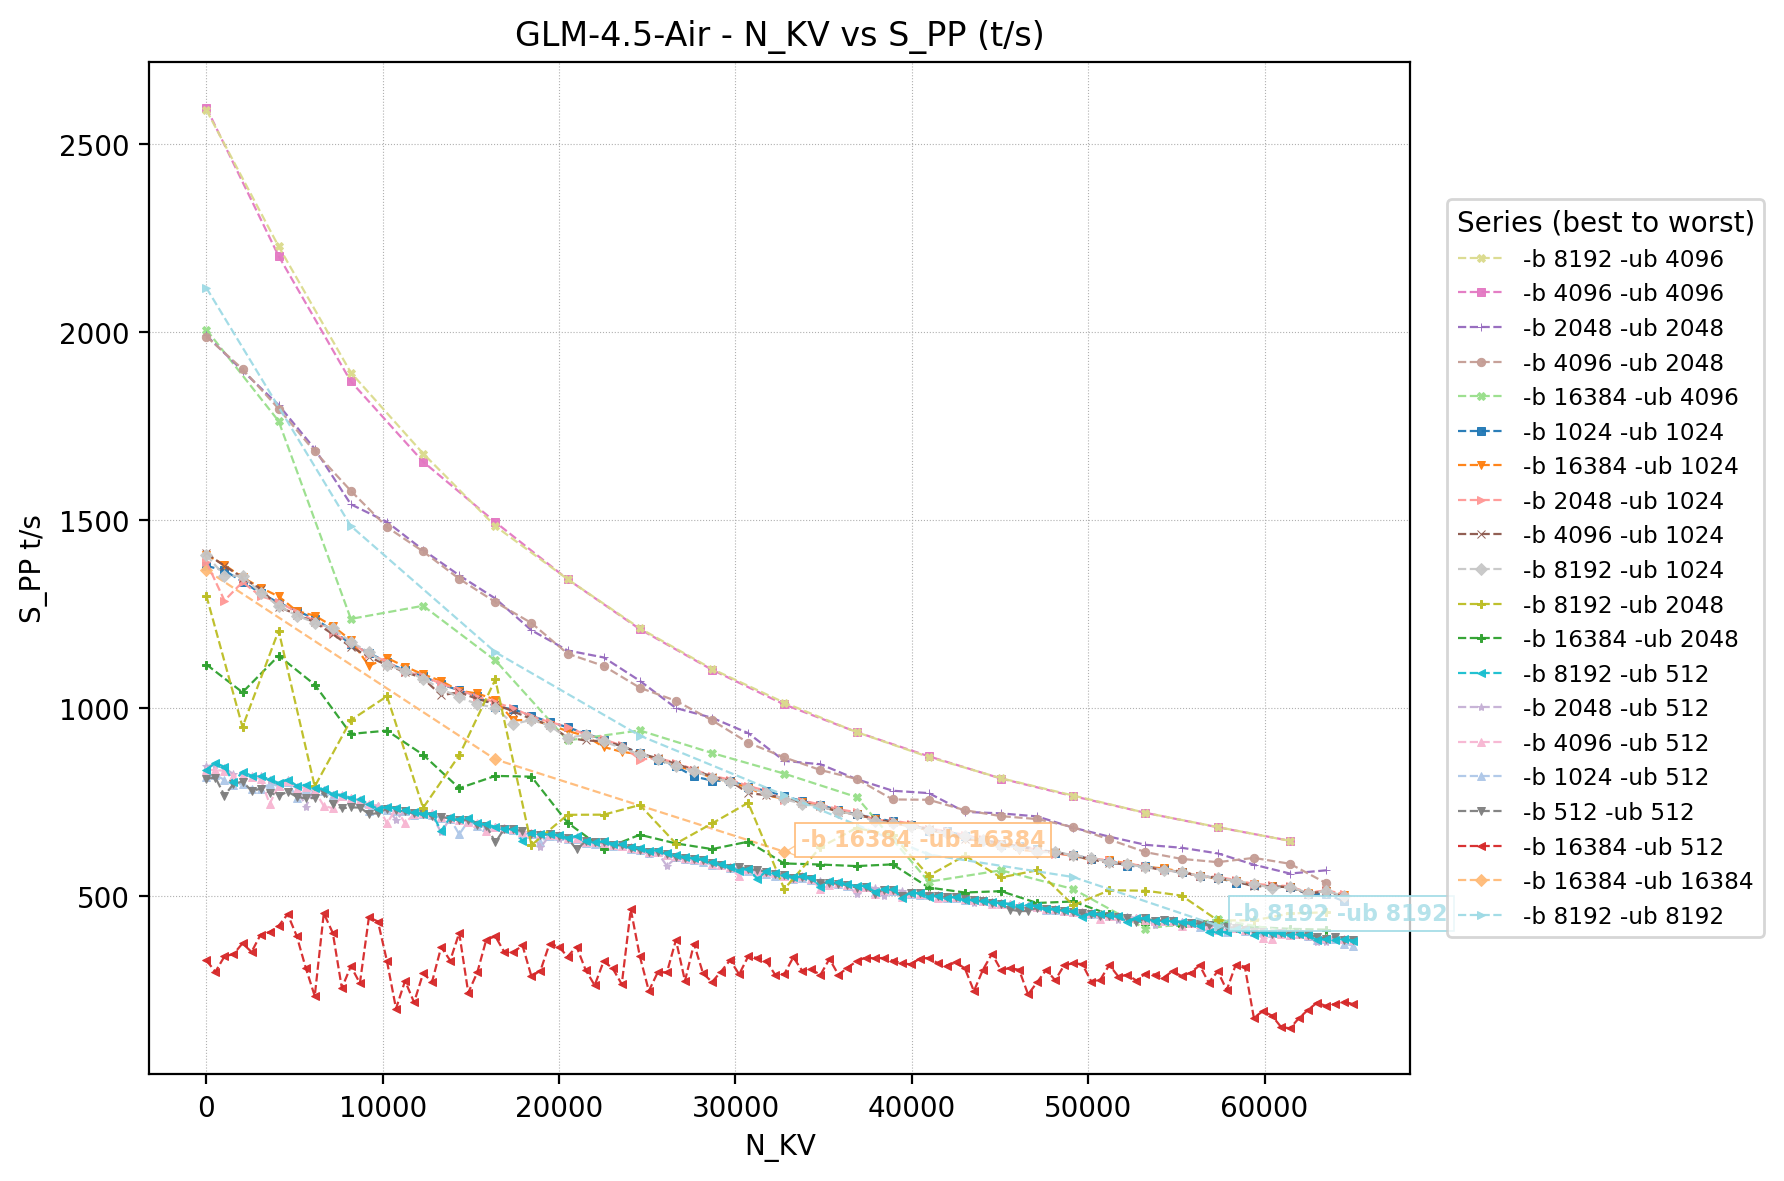 GLM-4.5-Air - N_KV vs S_PP (t/s)
2500
2000
1500
1000
500
S_PP t/s
0
10000
20000
30000
40000
50000
60000
N_KV
-b 16384 -ub 16384
-b 8192 -ub 8192
Series (best to worst)
-b 8192 -ub 4096
-b 4096 -ub 4096
-b 2048 -ub 2048
-b 4096 -ub 2048
-b 16384 -ub 4096
-b 1024 -ub 1024
-b 16384 -ub 1024
-b 2048 -ub 1024
-b 4096 -ub 1024
-b 8192 -ub 1024
-b 8192 -ub 2048
-b 16384 -ub 2048
-b 8192 -ub 512
-b 2048 -ub 512
-b 4096 -ub 512
-b 1024 -ub 512
-b 512 -ub 512
-b 16384 -ub 512
-b 16384 -ub 16384
-b 8192 -ub 8192